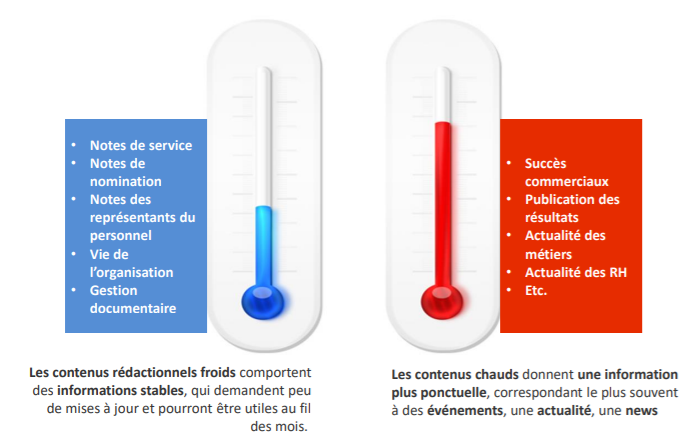 • Notes de service
• Notes de
nomination
• Notes des
représentants du
personnel
• Vie de
l’organisation
• Gestion
documentaire
• Succès
commerciaux
• Publication des
résultats
• Actualité des
métiers
• Actualité des RH
• Etc.
Les contenus rédactionnels froids comportent
des informations stables, qui demandent peu
de mises à jour et pourront être utiles au fil
des mois.
Les contenus chauds donnent une information
plus ponctuelle, correspondant le plus souvent
à des événements, une actualité, une news